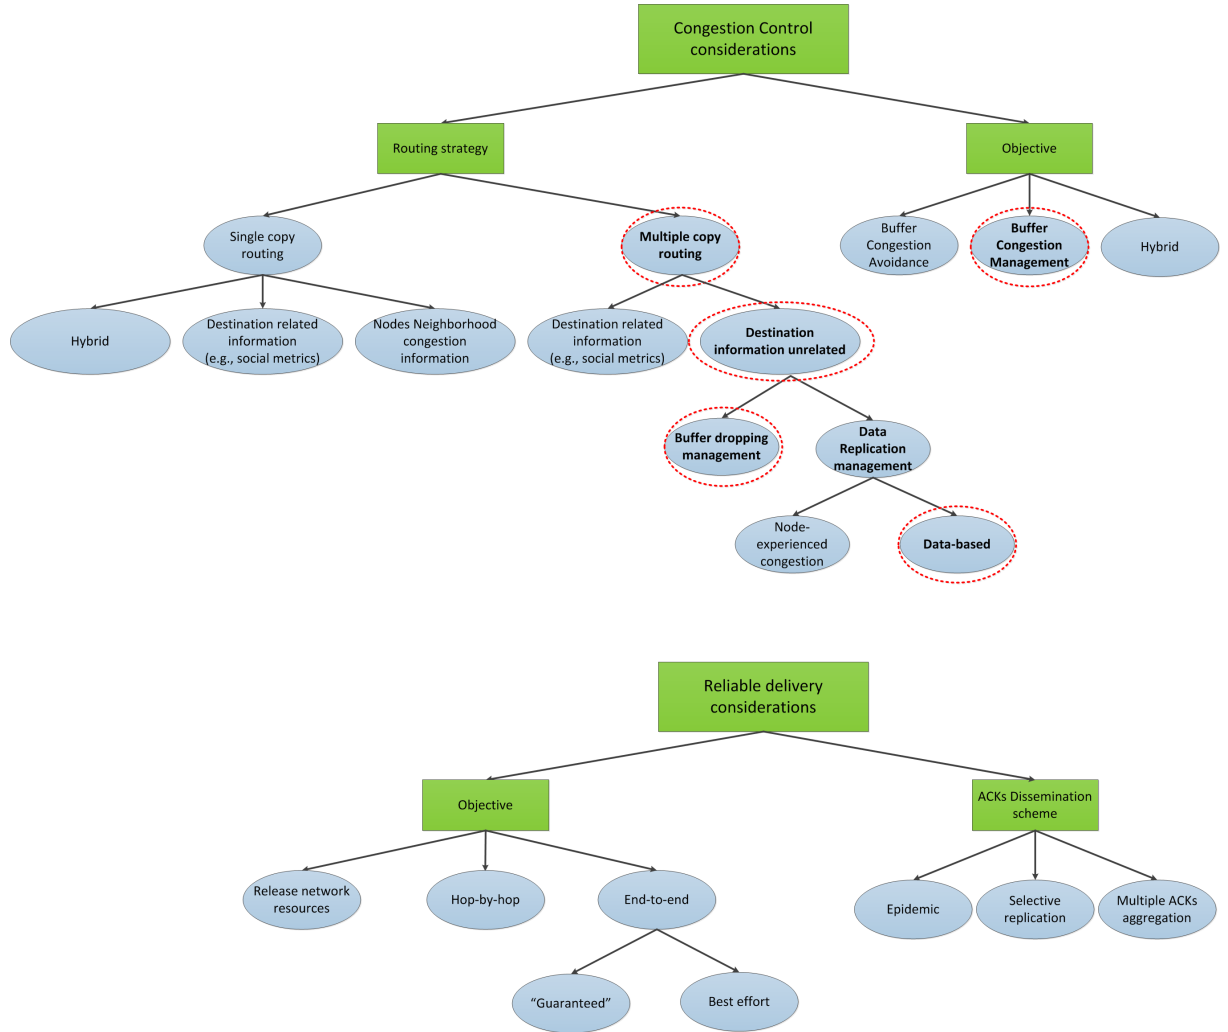 Congestion Control
considerations
Routing strategy
Objective
Single copy
routing
Multiple copy
routing
Buffer
Congestion
Avoidance
Buffer
Congestion
Management
Hybrid
Hybrid
Destination related
information
(e.g., social metrics)
Nodes Neighborhood
congestion
information
Destination related
information
(e.g., social metrics)
Destination
information unrelated
Buffer dropping
management
Data
Replication
management
Node-
experienced
congestion
Data-based
Reliable delivery
considerations
Objective
ACKs Dissemination
scheme
Release network
resources
Hop-by-hop
End-to-end
Epidemic
Selective
replication
Multiple ACKs
aggregation
“Guaranteed”
Best effort